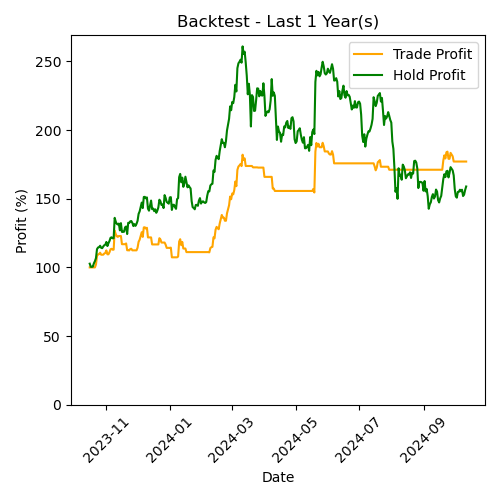 Backtest - Last 1 Year(s)
Trade Profit
Hold Profit
Profit (%)
250
200
150
100
50
0
2023-11
2024-01
2024-03
2024-05
2024-07
2024-09
Date